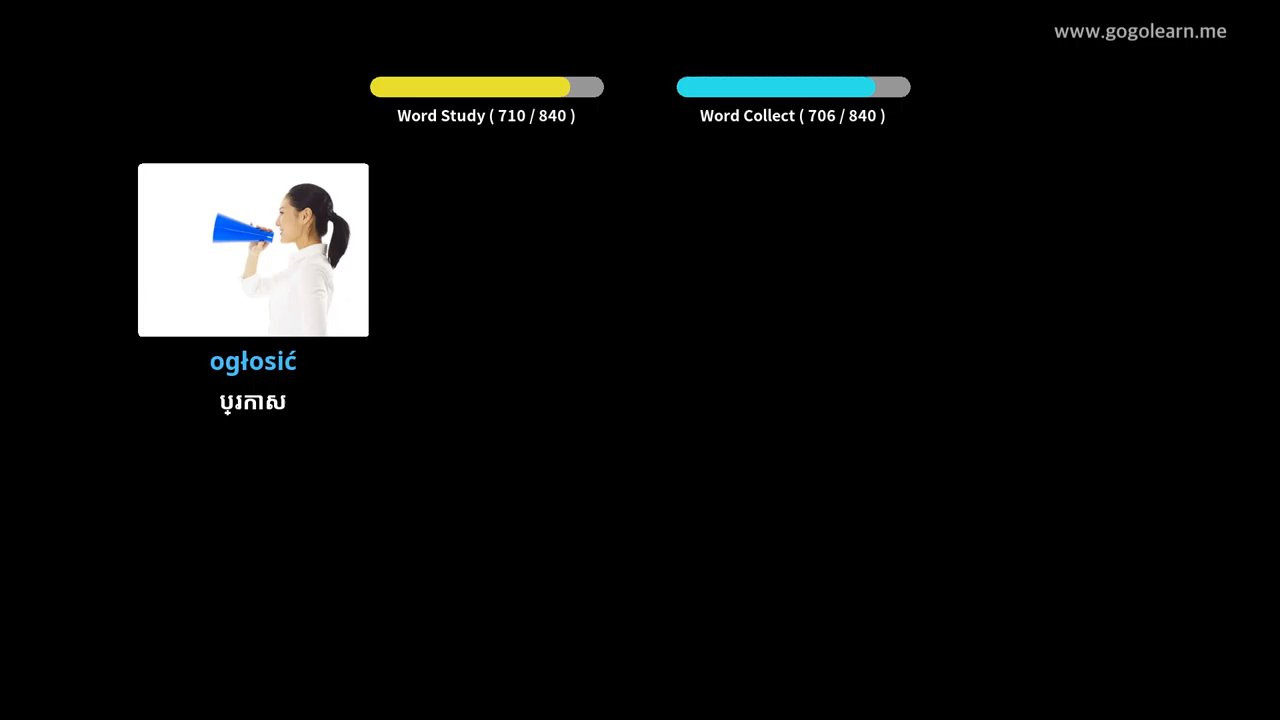 www.gogolearn.me
Word Study ( 710 / 840 )
Word Collect ( 706 / 840 )
ogłosić
ប្រកាស